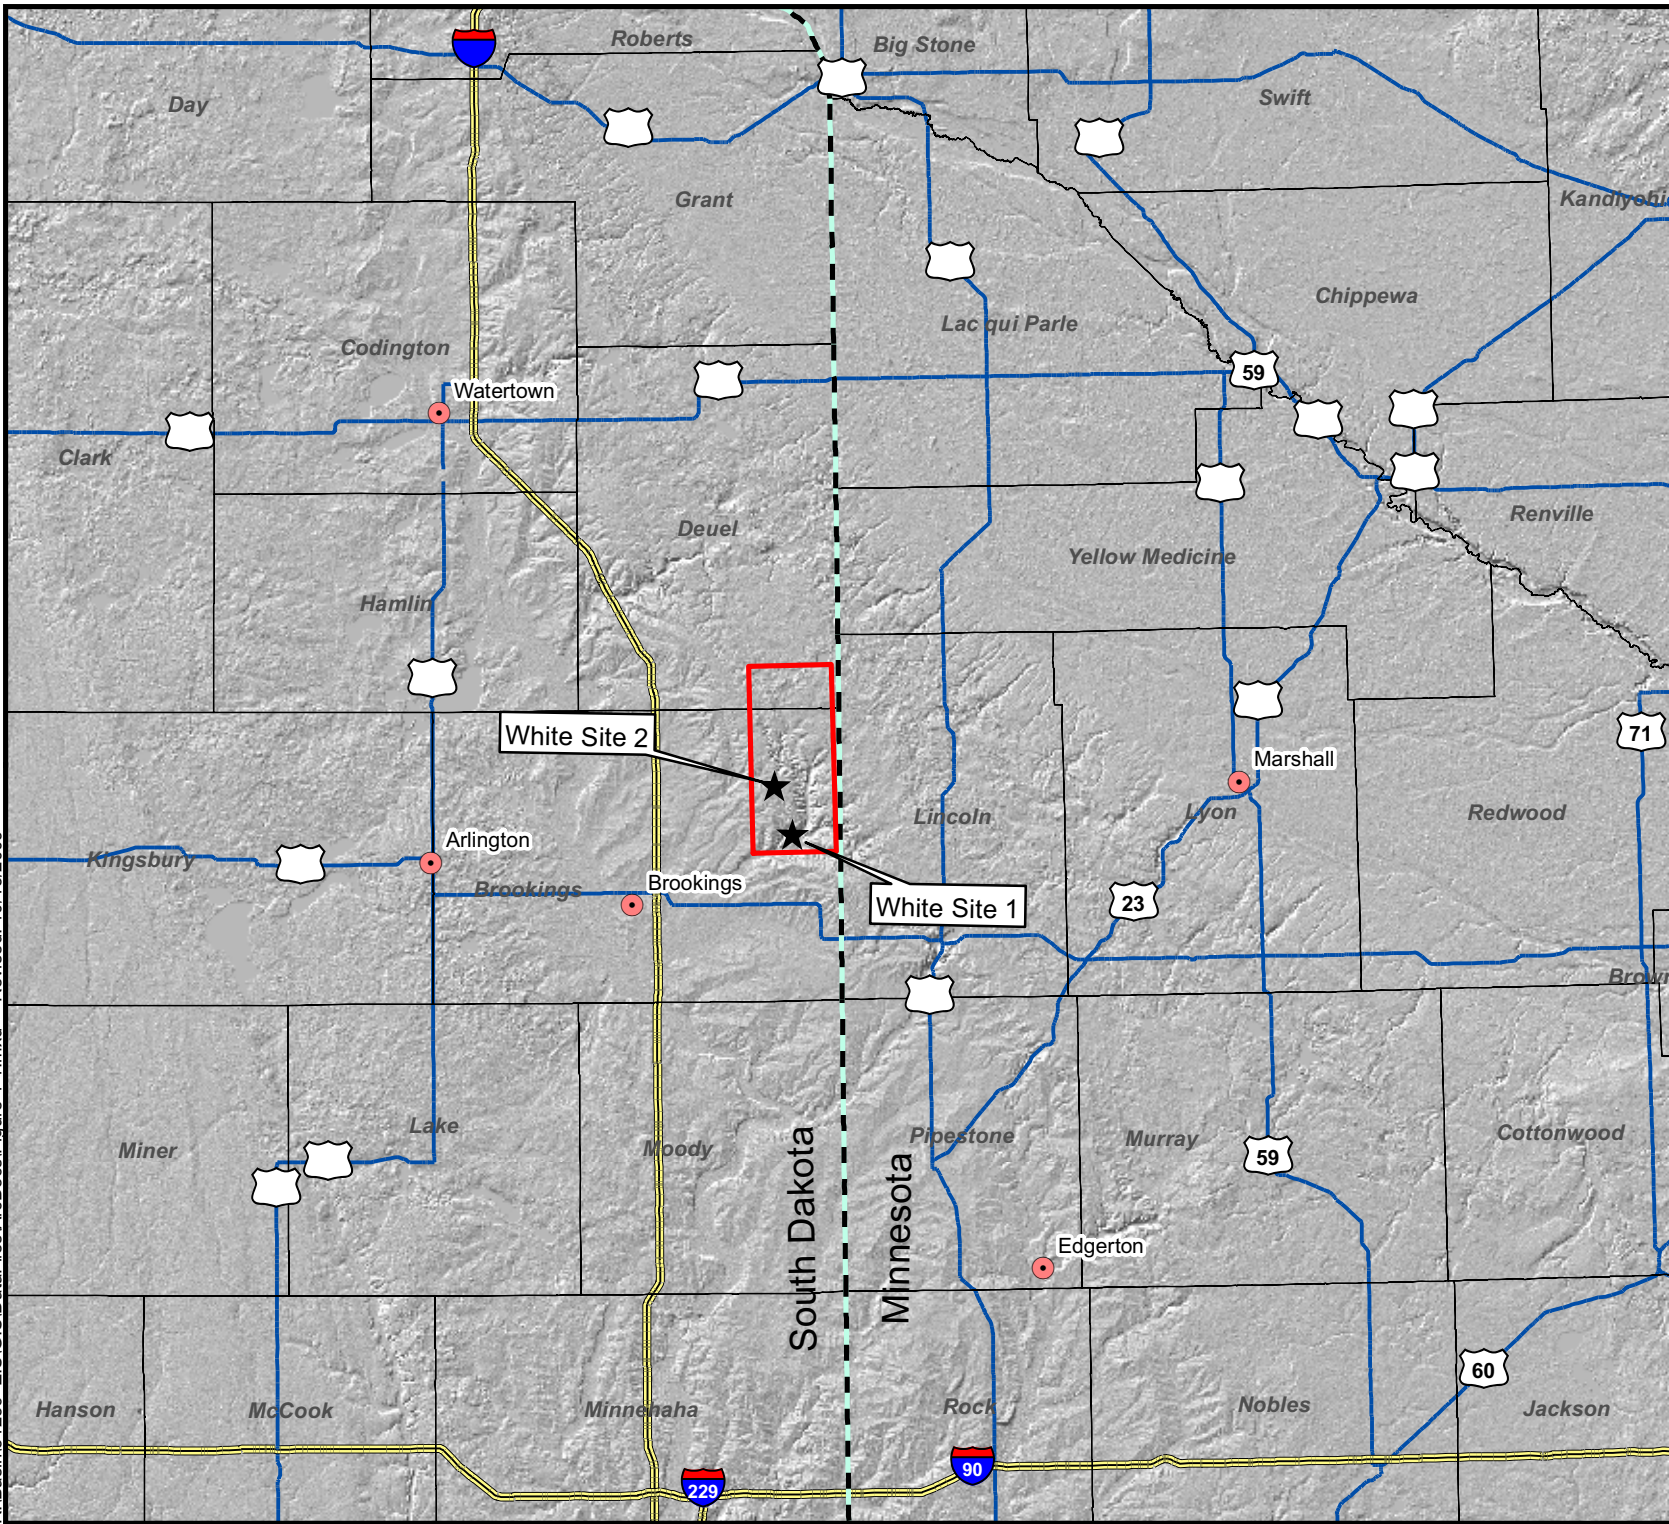 Roberts
Big Stone
Day
Swift
Grant
Kandiyohi
Chippewa
Lac qui Parle
Codington
59
Watertown
Clark
Renville
Deuel
Yellow Medicine
Hamlin
71
White Site 2
Marshall
Lincoln
Lyon
Redwood
Arlington
Kingsbury
Brookings
Brookings
White Site 1
23
Brown
Lake
Miner
Moody
Pipestone
Murray
Cottonwood
59
South Dakota
Minnesota
Edgerton
60
Hanson
McCook
Minnehaha
Rock
Nobles
Jackson
90
229